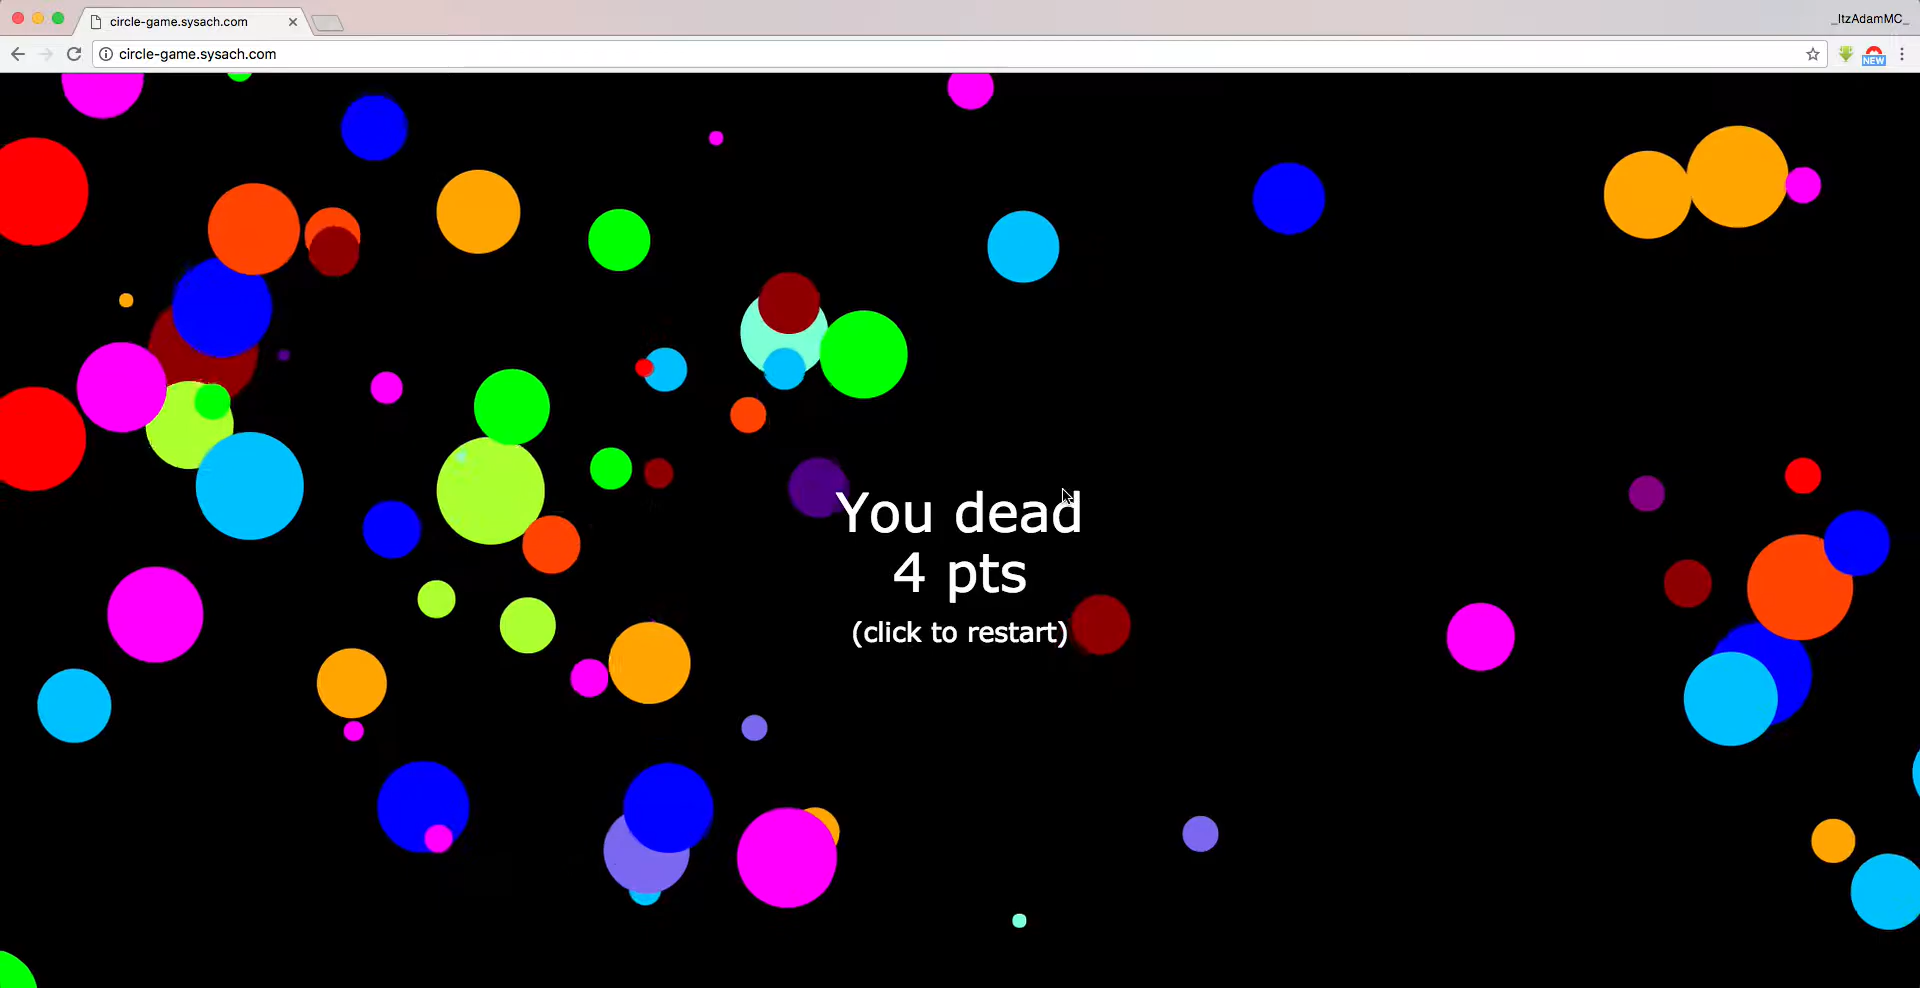 circle-game.sysach.com
_ItzAdamMC_
circle-game.sysach.com
NEW
You dead
4 pts
(click to restart)